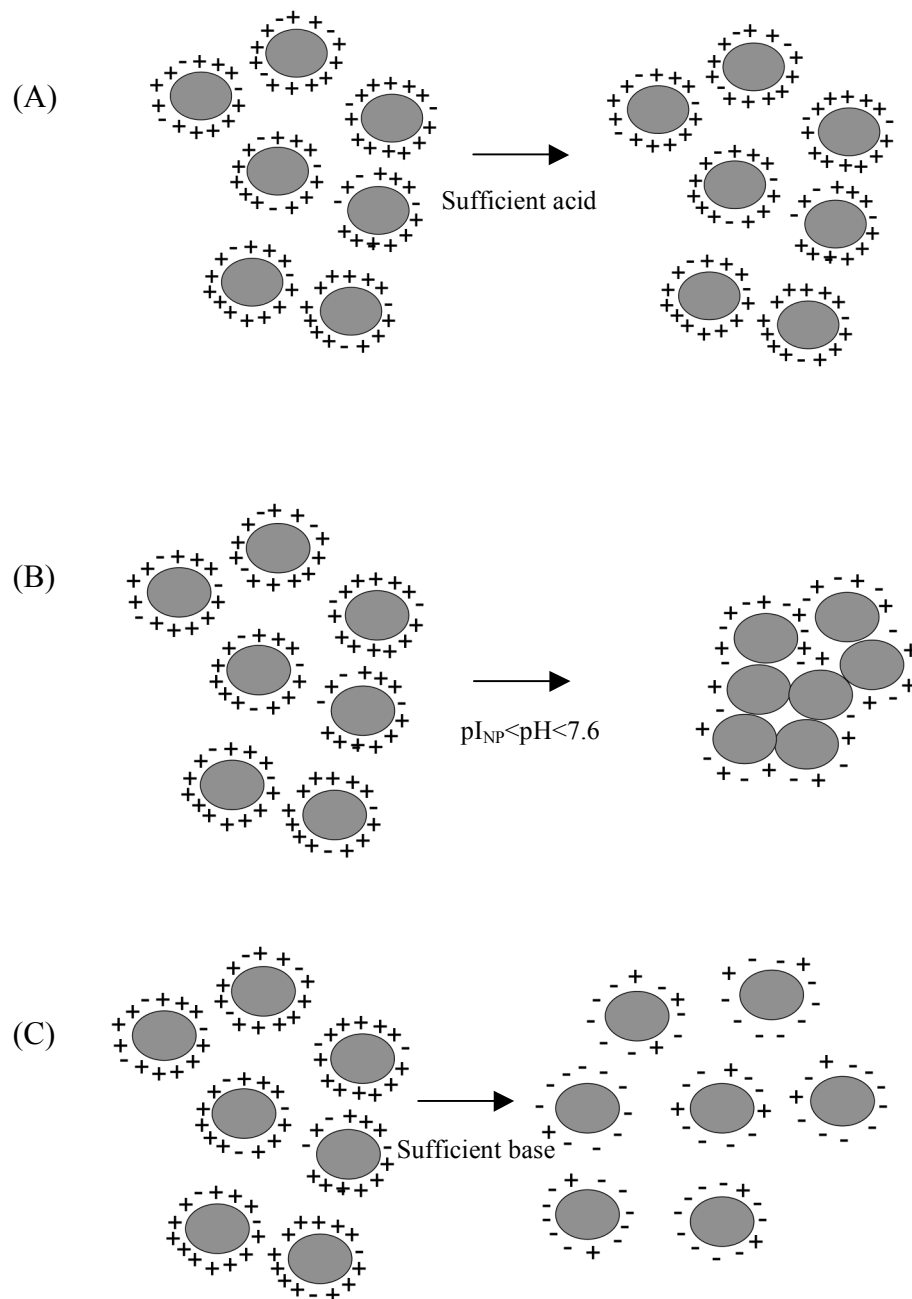 (A)
Sufficient acid
(B)
pI_NP<pH<7.6
(C)
Sufficient base